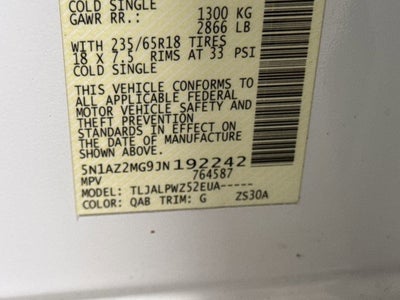 COLD SINGLE
GAWR RR.: 1300 KG
2866 LB
WITH 235/65R18 TIRES
18 x 7.5 RIMS AT 33 PSI
COLD SINGLE
THIS VEHICLE CONFORMS TO
ALL APPLICABLE FEDERAL
MOTOR VEHICLE SAFETY AND
THEFT PREVENTION
STANDARDS IN EFFECT ON
THE DATE OF MANUFACTURE
5N1AZ2MG9JN192242
MPV 764587
MODEL: TLJALPWZ52EUA-----
COLOR: QAB TRIM: G ZS30A